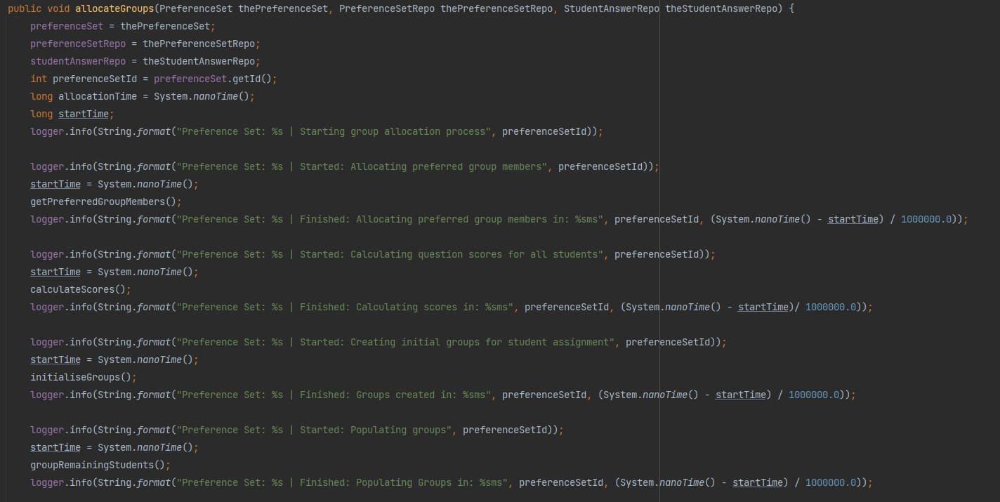 public void allocateGroups(PreferenceSet thePreferenceSet, PreferenceSetRepo thePreferenceSetRepo, StudentAnswerRepo theStudentAnswerRepo) {
preferenceSet = thePreferenceSet;
preferenceSetRepo = thePreferenceSetRepo;
studentAnswerRepo = theStudentAnswerRepo;
int preferenceSetId = preferenceSet.getId();
long allocationTime = System.nanoTime();
long startTime;
logger.info(String.format("Preference Set: %s | Starting group allocation process", preferenceSetId));
logger.info(String.format("Preference Set: %s | Started: Allocating preferred group members", preferenceSetId));
startTime = System.nanoTime();
getPreferredGroupMembers();
logger.info(String.format("Preference Set: %s | Finished: Allocating preferred group members in: %sms", preferenceSetId, (System.nanoTime() - startTime) / 1000000.0));
logger.info(String.format("Preference Set: %s | Started: Calculating question scores for all students", preferenceSetId));
startTime = System.nanoTime();
calculateScores();
logger.info(String.format("Preference Set: %s | Finished: Calculating scores in: %sms", preferenceSetId, (System.nanoTime() - startTime)/ 1000000.0));
logger.info(String.format("Preference Set: %s | Started: Creating initial groups for student assignment", preferenceSetId));
startTime = System.nanoTime();
initialiseGroups();
logger.info(String.format("Preference Set: %s | Finished: Groups created in: %sms", preferenceSetId, (System.nanoTime() - startTime) / 1000000.0));
logger.info(String.format("Preference Set: %s | Started: Populating groups", preferenceSetId));
startTime = System.nanoTime();
groupRemainingStudents();
logger.info(String.format("Preference Set: %s | Finished: Populating Groups in: %sms", preferenceSetId, (System.nanoTime() - startTime) / 1000000.0));